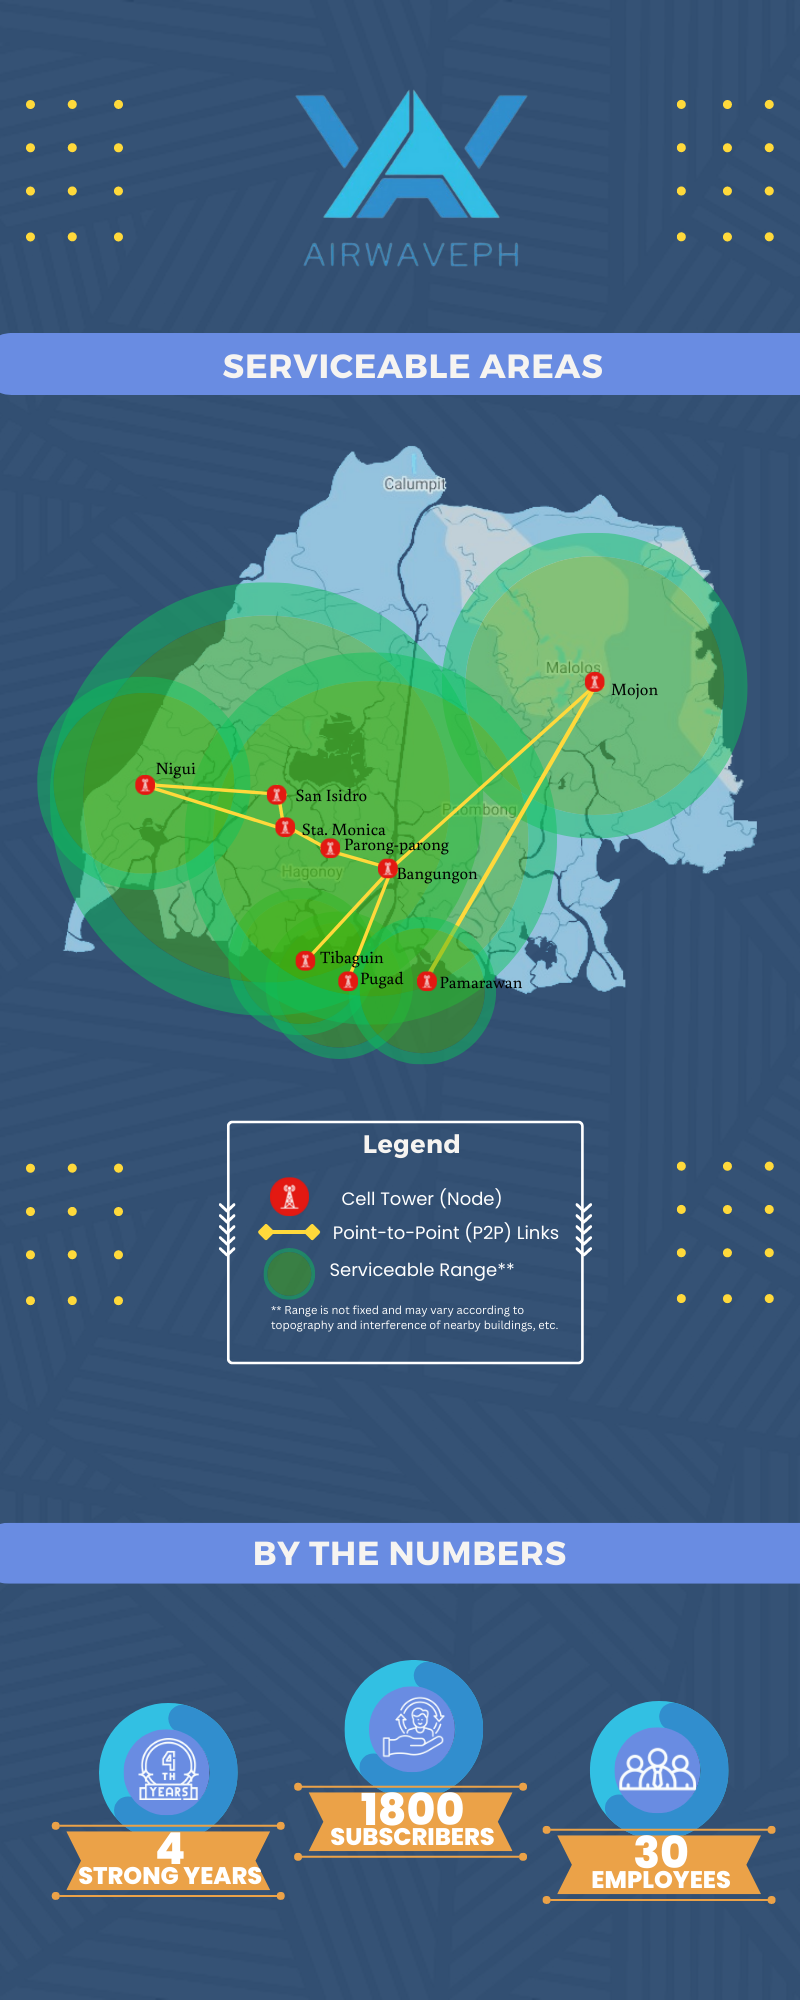 AIRWAVEPH
SERVICEABLE AREAS
Calumpit
Malolos
Mojon
Nigui
San Isidro
Paombong
Sta. Monica
Parong-parong
Hagonoy
Bangungon
Tibaguin
Pugad
Pamarawan
Legend
Cell Tower (Node)
Point-to-Point (P2P) Links
Serviceable Range**
** Range is not fixed and may vary according to
topography and interference of nearby buildings, etc.
BY THE NUMBERS
4
TH
YEARS
4
STRONG YEARS
1800
SUBSCRIBERS
30
EMPLOYEES